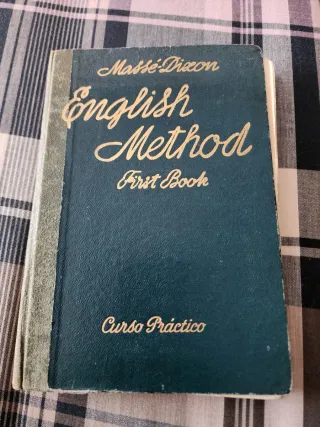 Massé-Dixon
English
Method
First Book
Curso Práctico